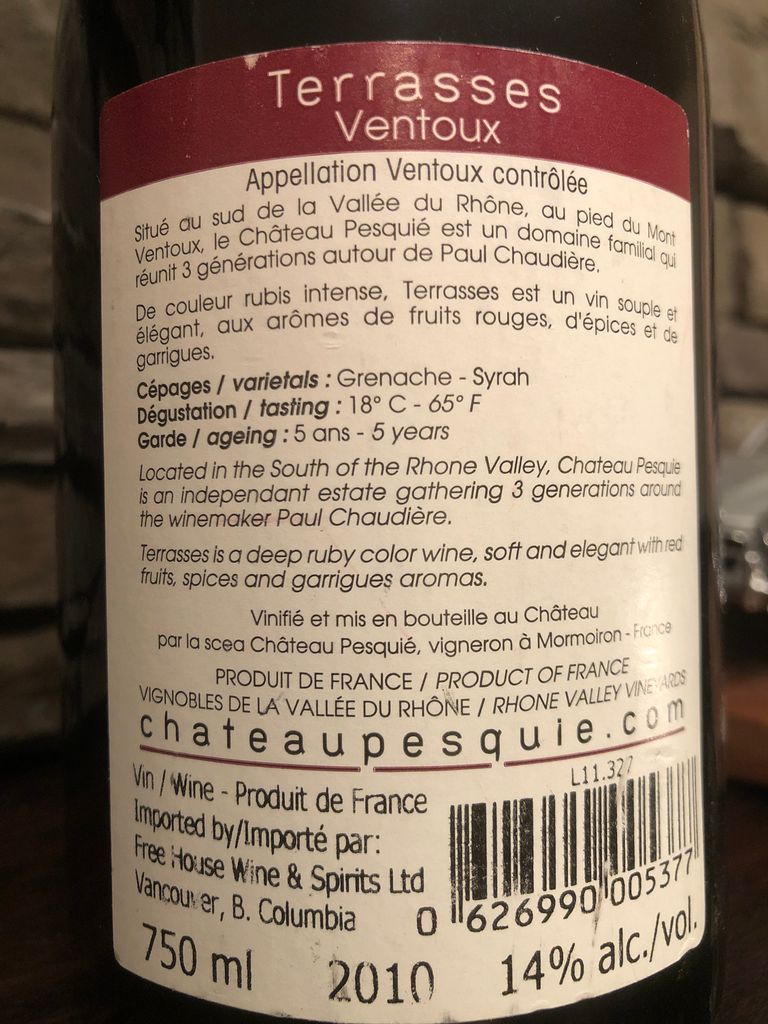 Terrasses
Ventoux
Appellation Ventoux contrôlée
Situé au sud de la Vallée du Rhône, au pied du Mont
Ventoux, le Château Pesquié est un domaine familial qui
réunit 3 générations autour de Paul Chaudière.
De couleur rubis intense, Terrasses est un vin souple et
élégant, aux arômes de fruits rouges, d'épices et de
garrigues.
Cépages / varietals : Grenache - Syrah
Dégustation / tasting : 18° C - 65° F
Garde / ageing : 5 ans - 5 years
Located in the South of the Rhone Valley, Chateau Pesquie
is an independant estate gathering 3 generations around
the winemaker Paul Chaudière.
Terrasses is a deep ruby color wine, soft and elegant with red
fruits, spices and garrigues aromas.
Vinifié et mis en bouteille au Château
par la scea Château Pesquié, vigneron à Mormoiron - France
PRODUIT DE FRANCE / PRODUCT OF FRANCE
VIGNOBLES DE LA VALLÉE DU RHÔNE / RHONE VALLEY VINEYARDS
chateaupesquie.com
L11.327
Vin / Wine - Produit de France
Imported by/Importé par:
Free House Wine & Spirits Ltd
Vancouver, B. Columbia
0 626990 005377
750 ml 2010 14% alc./vol.